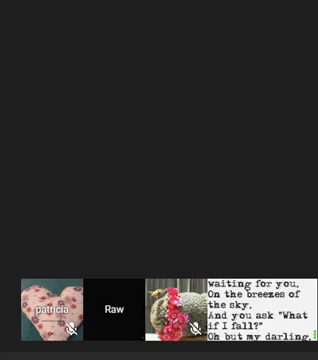 patricia
Raw
waiting for you,
On the breezes of
the sky,
And you ask "What
if I fall?"
Oh but my darling,